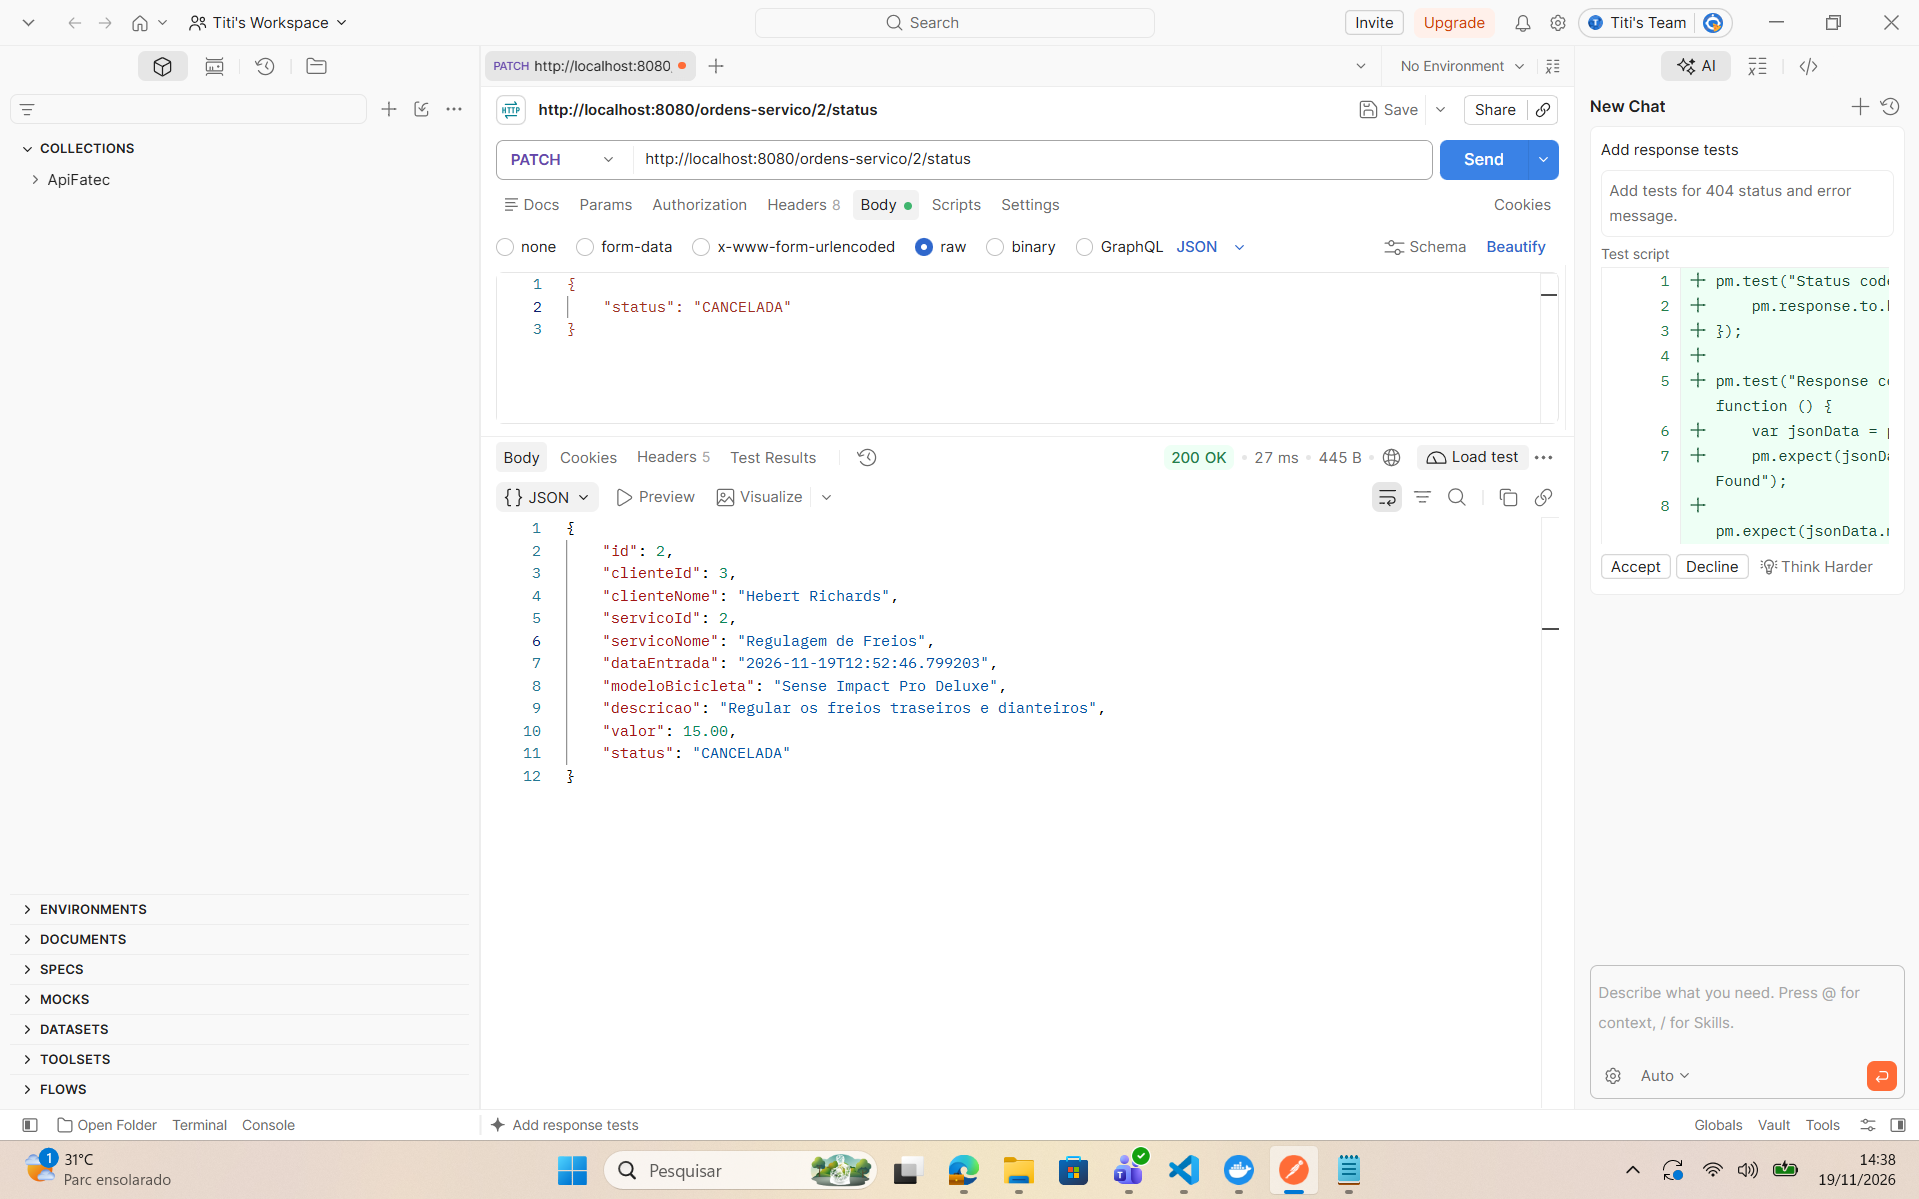 Titi's Workspace
Search
Invite
Upgrade
Titi's Team
PATCH http://localhost:8080
No Environment
AI
COLLECTIONS
ApiFatec
HTTP
http://localhost:8080/ordens-servico/2/status
Save
Share
PATCH
http://localhost:8080/ordens-servico/2/status
Send
Docs
Params
Authorization
Headers 8
Body
Scripts
Settings
Cookies
none
form-data
x-www-form-urlencoded
raw
binary
GraphQL
JSON
Schema
Beautify
1 {
2 "status": "CANCELADA"
3 }
Body
Cookies
Headers 5
Test Results
200 OK
27 ms
445 B
Load test
{} JSON
Preview
Visualize
1 {
2 "id": 2,
3 "clienteId": 3,
4 "clienteNome": "Hebert Richards",
5 "servicoId": 2,
6 "servicoNome": "Regulagem de Freios",
7 "dataEntrada": "2026-11-19T12:52:46.799203",
8 "modeloBicicleta": "Sense Impact Pro Deluxe",
9 "descricao": "Regular os freios traseiros e dianteiros",
10 "valor": 15.00,
11 "status": "CANCELADA"
12 }
New Chat
Add response tests
Add tests for 404 status and error
message.
Test script
1 + pm.test("Status code
2 + pm.response.to.
3 + });
4 +
5 + pm.test("Response
function () {
6 + var jsonData =
7 + pm.expect(jsonData
Found");
8 +
pm.expect(jsonData.
Accept
Decline
Think Harder
Describe what you need. Press @ for
context, / for Skills.
Auto
ENVIRONMENTS
DOCUMENTS
SPECS
MOCKS
DATASETS
TOOLSETS
FLOWS
Open Folder
Terminal
Console
Add response tests
Globals
Vault
Tools
1
31°C
Parc ensolarado
Pesquisar
14:38
19/11/2026